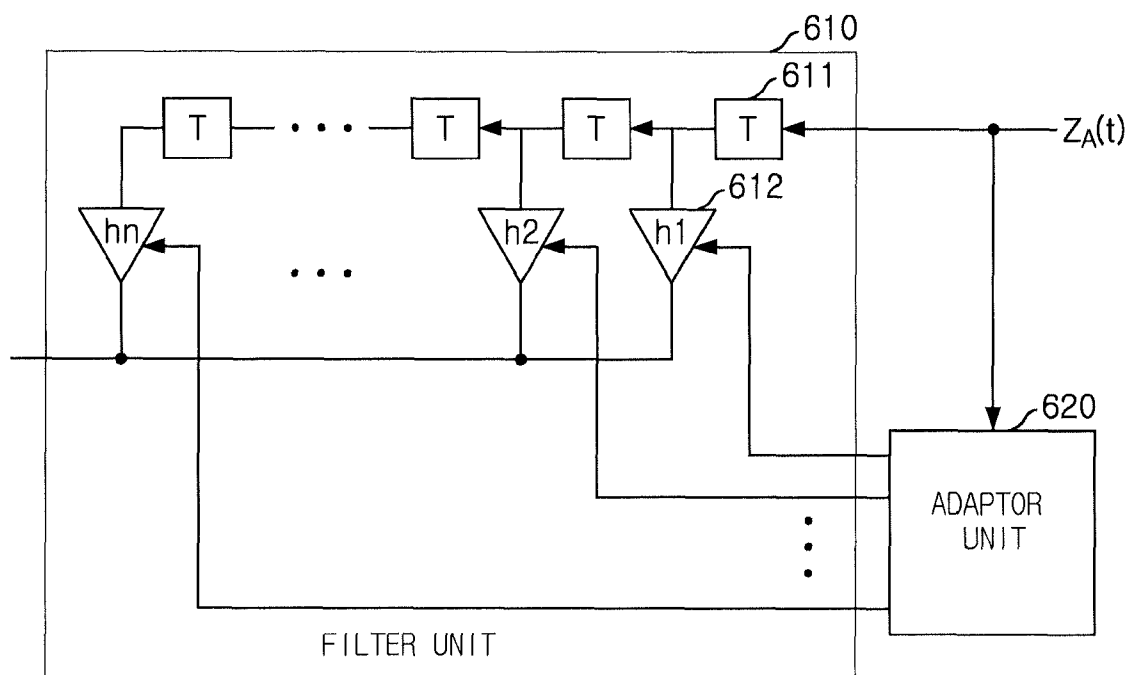 610
611
T
T
T
T
Z_A(t)
612
hn
h2
h1
620
ADAPTOR
UNIT
FILTER UNIT